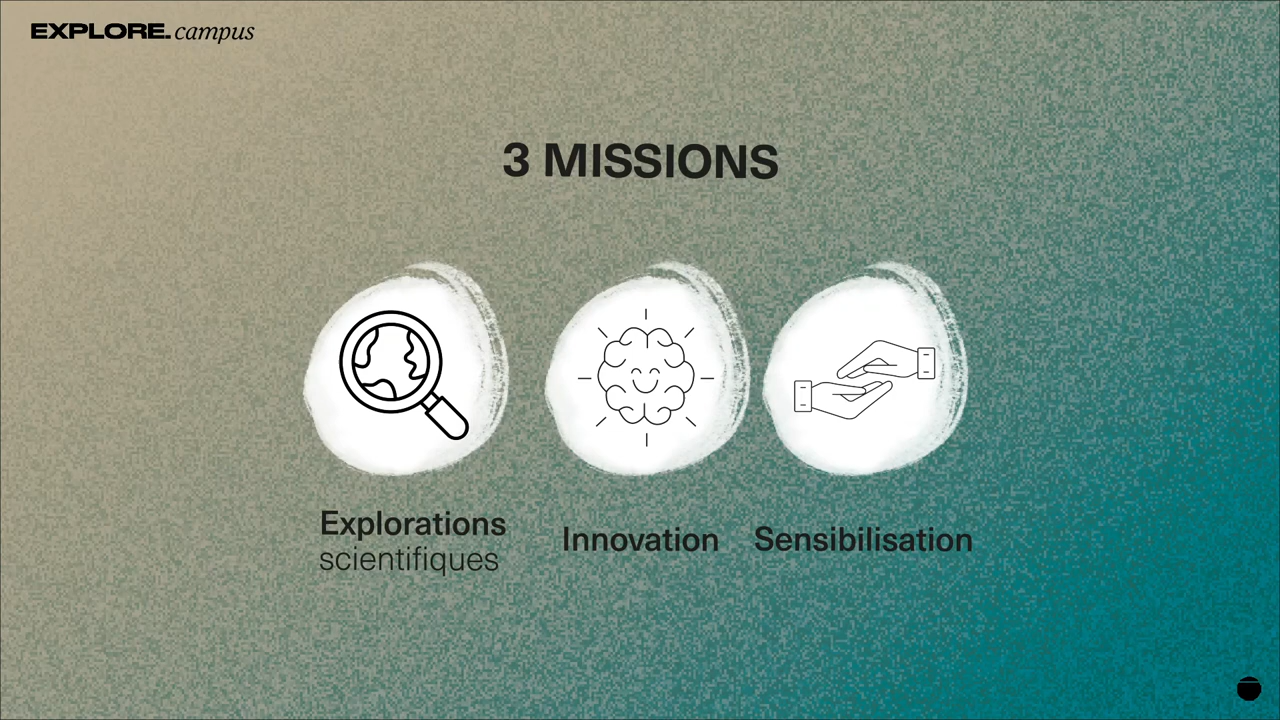 EXPLORE.campus
3 MISSIONS
Explorations
scientifiques
Innovation
Sensibilisation